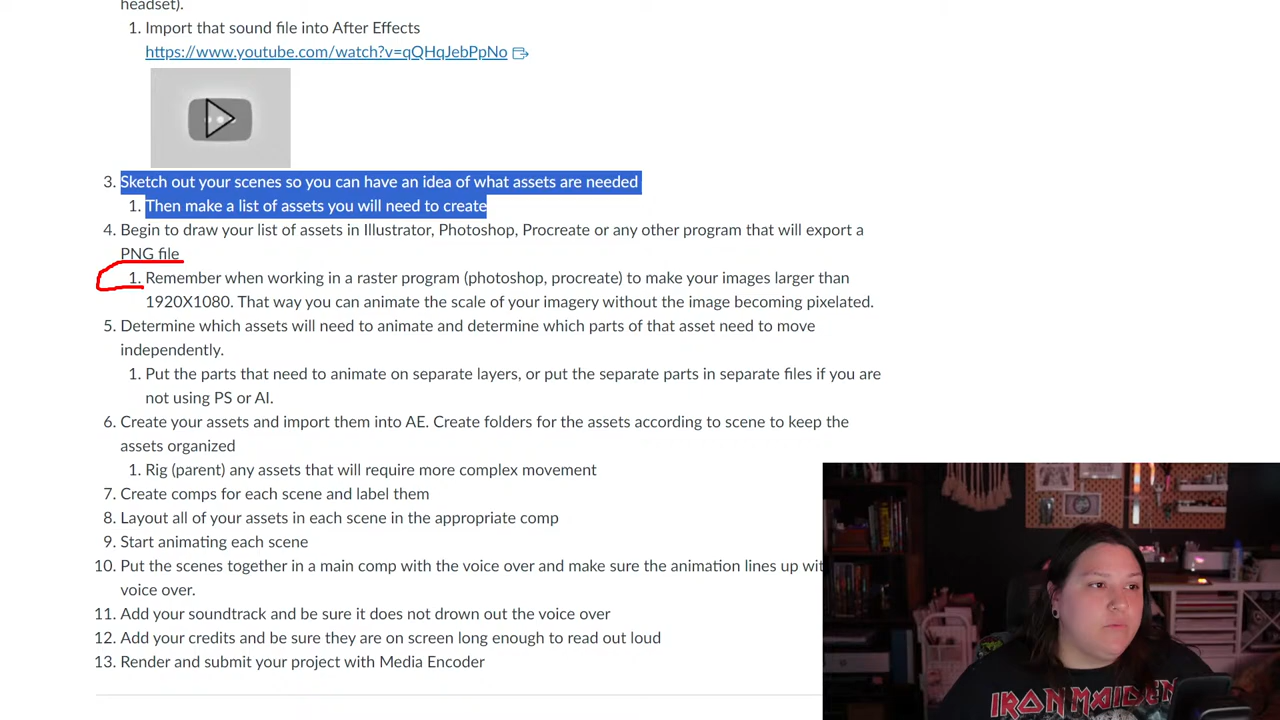 headset).
1. Import that sound file into After Effects
https://www.youtube.com/watch?v=qQHqJebPpNo
3. Sketch out your scenes so you can have an idea of what assets are needed
1. Then make a list of assets you will need to create
4. Begin to draw your list of assets in Illustrator, Photoshop, Procreate or any other program that will export a
PNG file
1. Remember when working in a raster program (photoshop, procreate) to make your images larger than
1920X1080. That way you can animate the scale of your imagery without the image becoming pixelated.
5. Determine which assets will need to animate and determine which parts of that asset need to move
independently.
1. Put the parts that need to animate on separate layers, or put the separate parts in separate files if you are
not using PS or AI.
6. Create your assets and import them into AE. Create folders for the assets according to scene to keep the
assets organized
1. Rig (parent) any assets that will require more complex movement
7. Create comps for each scene and label them
8. Layout all of your assets in each scene in the appropriate comp
9. Start animating each scene
10. Put the scenes together in a main comp with the voice over and make sure the animation lines up
voice over.
11. Add your soundtrack and be sure it does not drown out the voice over
12. Add your credits and be sure they are on screen long enough to read out loud
13. Render and submit your project with Media Encoder
IRON MAIDEN